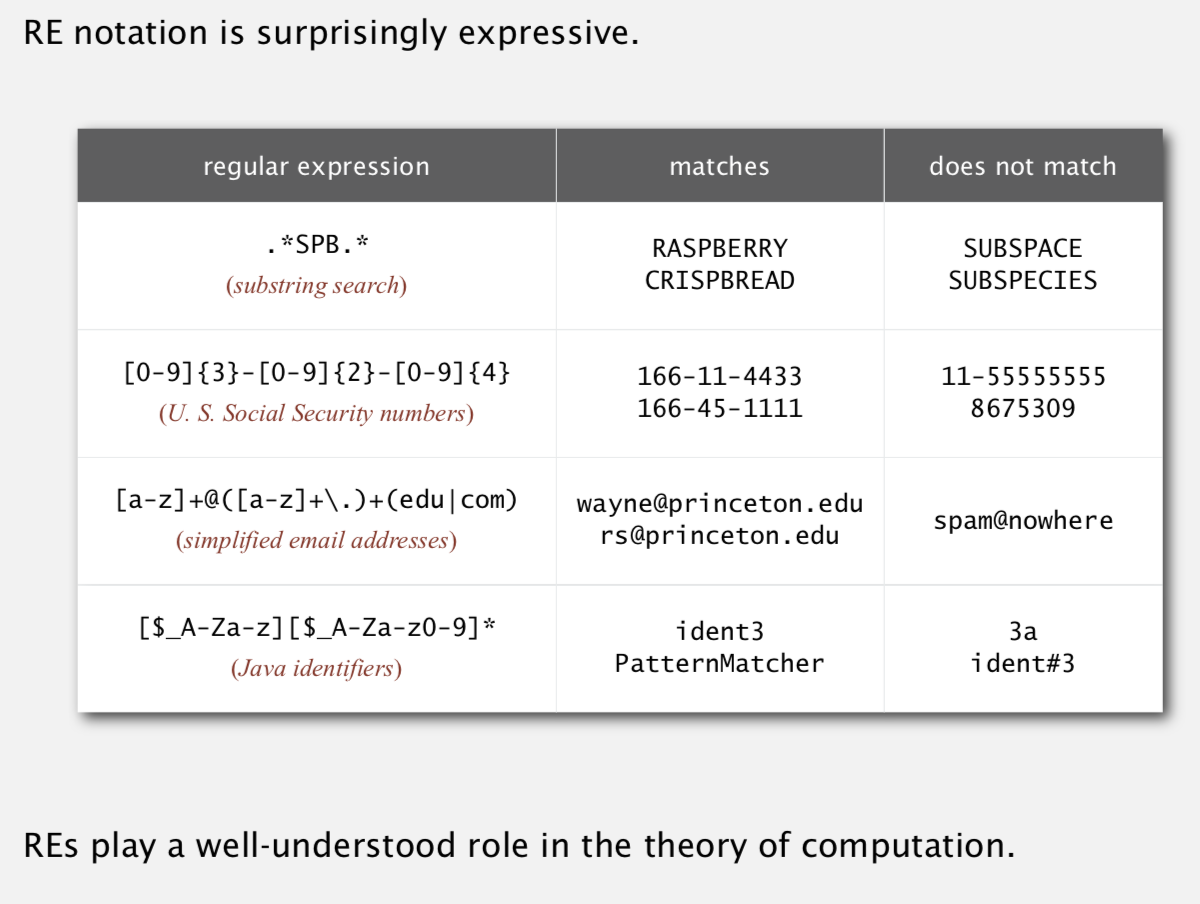 RE notation is surprisingly expressive.
regular expression matches does not match
.*SPB.*
(substring search)
RASPBERRY
CRISPBREAD
SUBSPACE
SUBSPECIES
[0-9]{3}-[0-9]{2}-[0-9]{4}
(U. S. Social Security numbers)
166-11-4433
166-45-1111
11-55555555
8675309
[a-z]+@([a-z]+\.)+(edu|com)
(simplified email addresses)
wayne@princeton.edu
rs@princeton.edu
spam@nowhere
[$_A-Za-z][$_A-Za-z0-9]*
(Java identifiers)
ident3
PatternMatcher
3a
ident#3
REs play a well-understood role in the theory of computation.